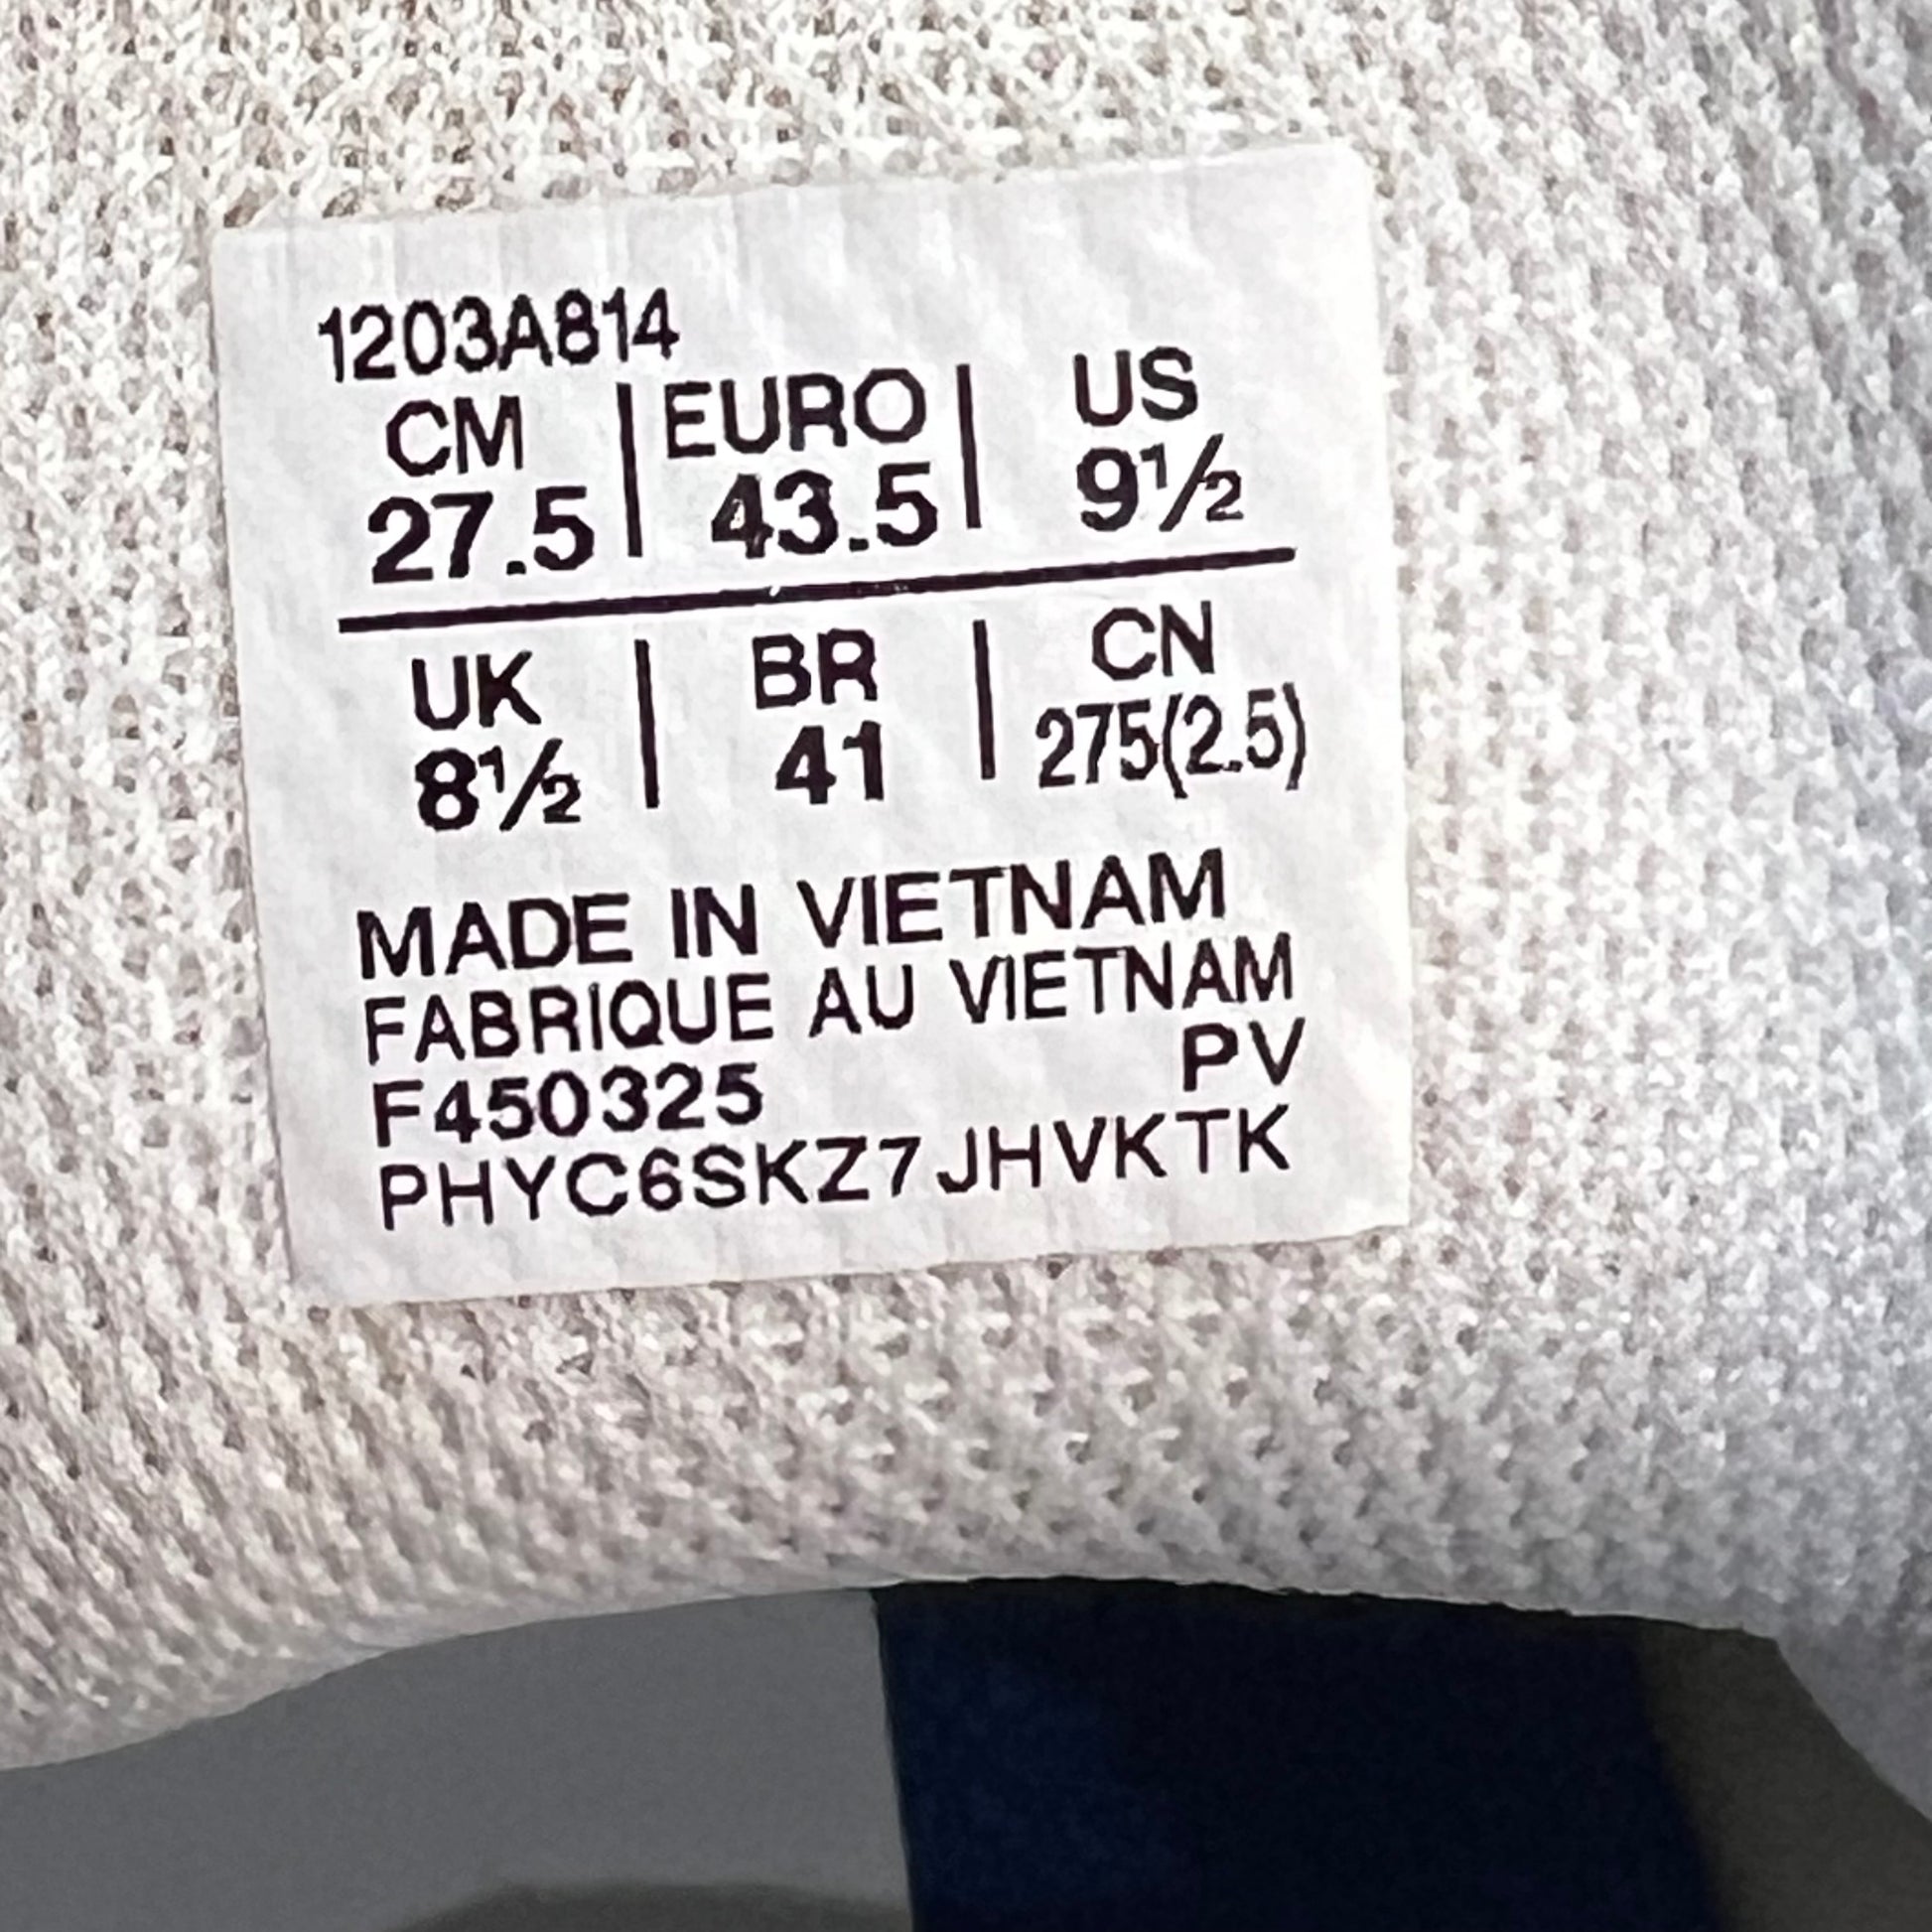 1203A814
CM | EURO | US
27.5 | 43.5 | 9½
UK | BR | CN
8½ | 41 | 275(2.5)
MADE IN VIETNAM
FABRIQUE AU VIETNAM
PV
F450325
PHYC6SKZ7JHVKTK